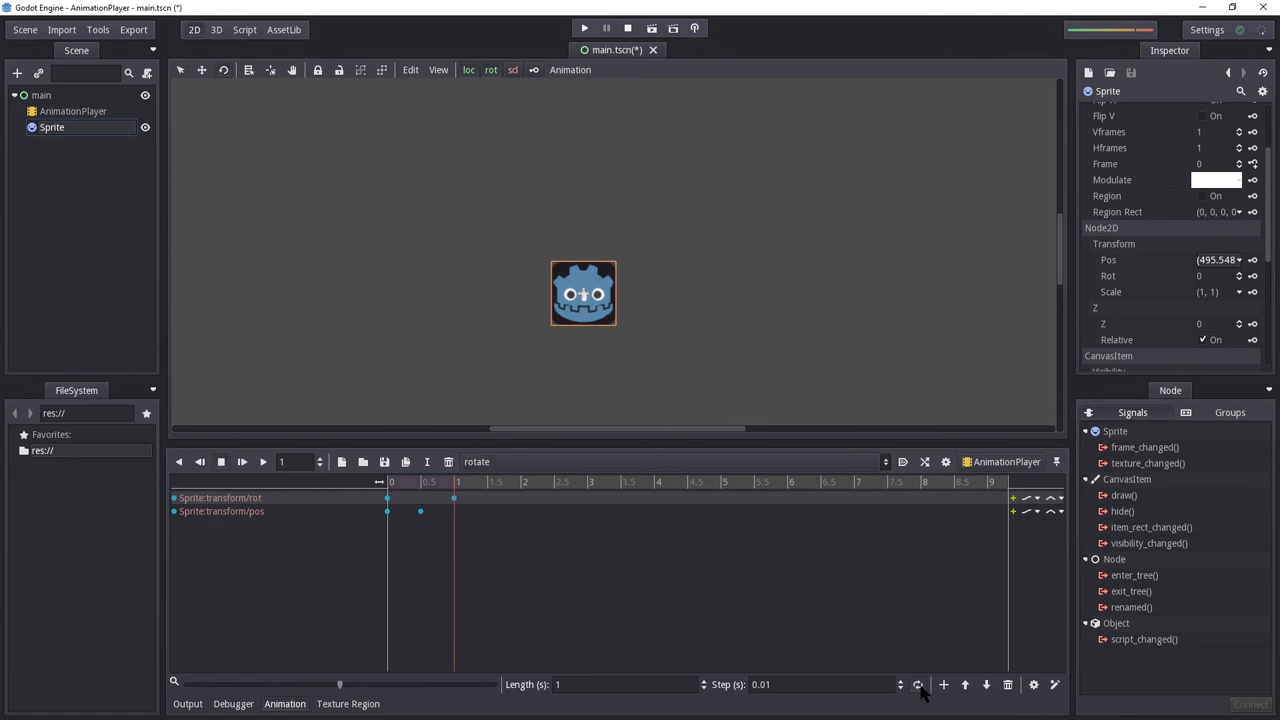 Godot Engine - AnimationPlayer - main.tscn (*)
Scene Import Tools Export
2D 3D Script AssetLib
Settings
Scene
main.tscn(*)
Inspector
Edit View loc rot scl Animation
main
AnimationPlayer
Sprite
Sprite
Flip V On
Vframes 1
Hframes 1
Frame 0
Modulate
Region On
Region Rect (0, 0, 0, 0
Node2D
Transform
Pos (495.548
Rot 0
Scale (1, 1)
Z
Z 0
Relative On
CanvasItem
FileSystem
res://
Favorites:
res://
Node
Signals Groups
Sprite
frame_changed()
texture_changed()
CanvasItem
draw()
hide()
item_rect_changed()
visibility_changed()
Node
enter_tree()
exit_tree()
renamed()
Object
script_changed()
Connect
1 rotate AnimationPlayer
0 0.5 1 1.5 2 2.5 3 3.5 4 4.5 5 5.5 6 6.5 7 7.5 8 8.5 9
Sprite:transform/rot
Sprite:transform/pos
Length (s): 1 Step (s): 0.01
Output Debugger Animation Texture Region